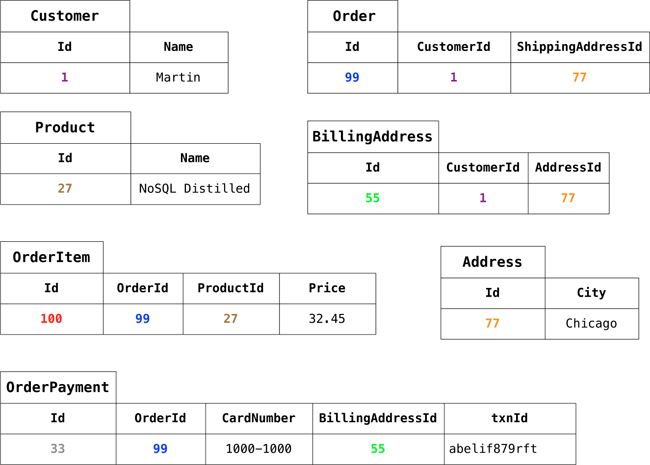 Customer
Id Name
1 Martin
Order
Id CustomerId ShippingAddressId
99 1 77
Product
Id Name
27 NoSQL Distilled
BillingAddress
Id CustomerId AddressId
55 1 77
OrderItem
Id OrderId ProductId Price
100 99 27 32.45
Address
Id City
77 Chicago
OrderPayment
Id OrderId CardNumber BillingAddressId txnId
33 99 1000-1000 55 abelif879rft